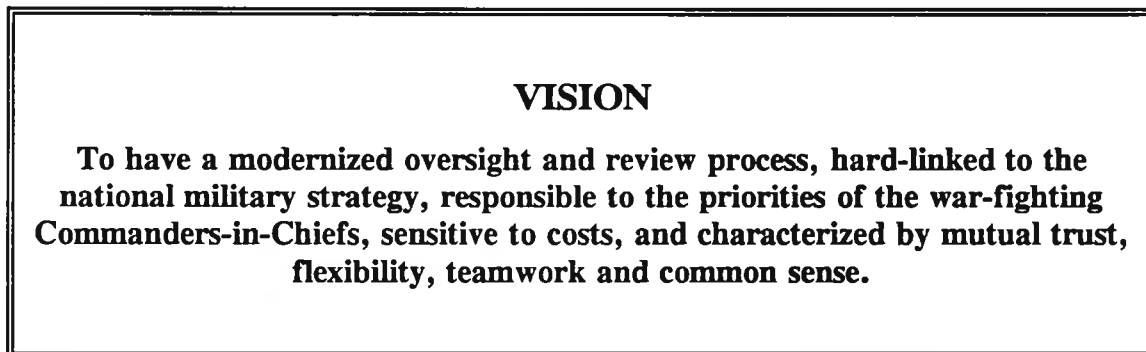 VISION
To have a modernized oversight and review process, hard-linked to the
national military strategy, responsible to the priorities of the war-fighting
Commanders-in-Chiefs, sensitive to costs, and characterized by mutual trust,
flexibility, teamwork and common sense.